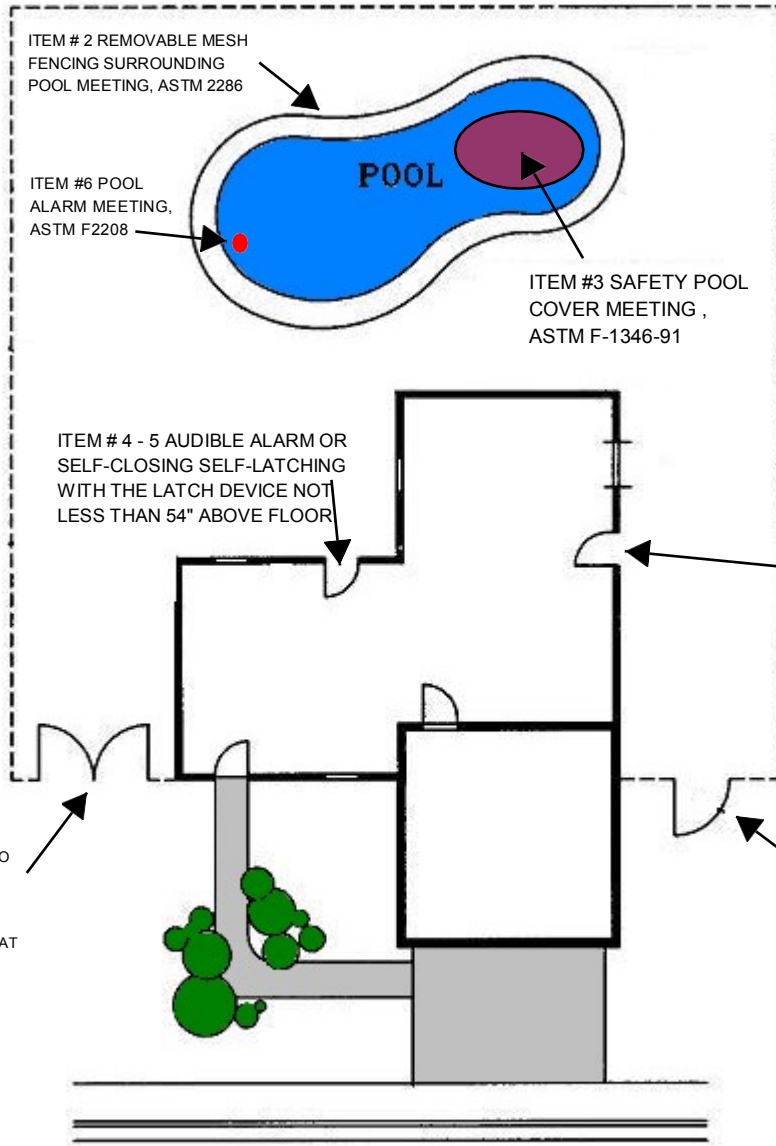 ITEM # 2 REMOVABLE MESH
FENCING SURROUNDING
POOL MEETING, ASTM 2286
ITEM #6 POOL
ALARM MEETING,
ASTM F2208
POOL
ITEM #3 SAFETY POOL
COVER MEETING ,
ASTM F-1346-91
ITEM # 4 - 5 AUDIBLE ALARM OR
SELF-CLOSING SELF-LATCHING
WITH THE LATCH DEVICE NOT
LESS THAN 54" ABOVE FLOOR
O
AT